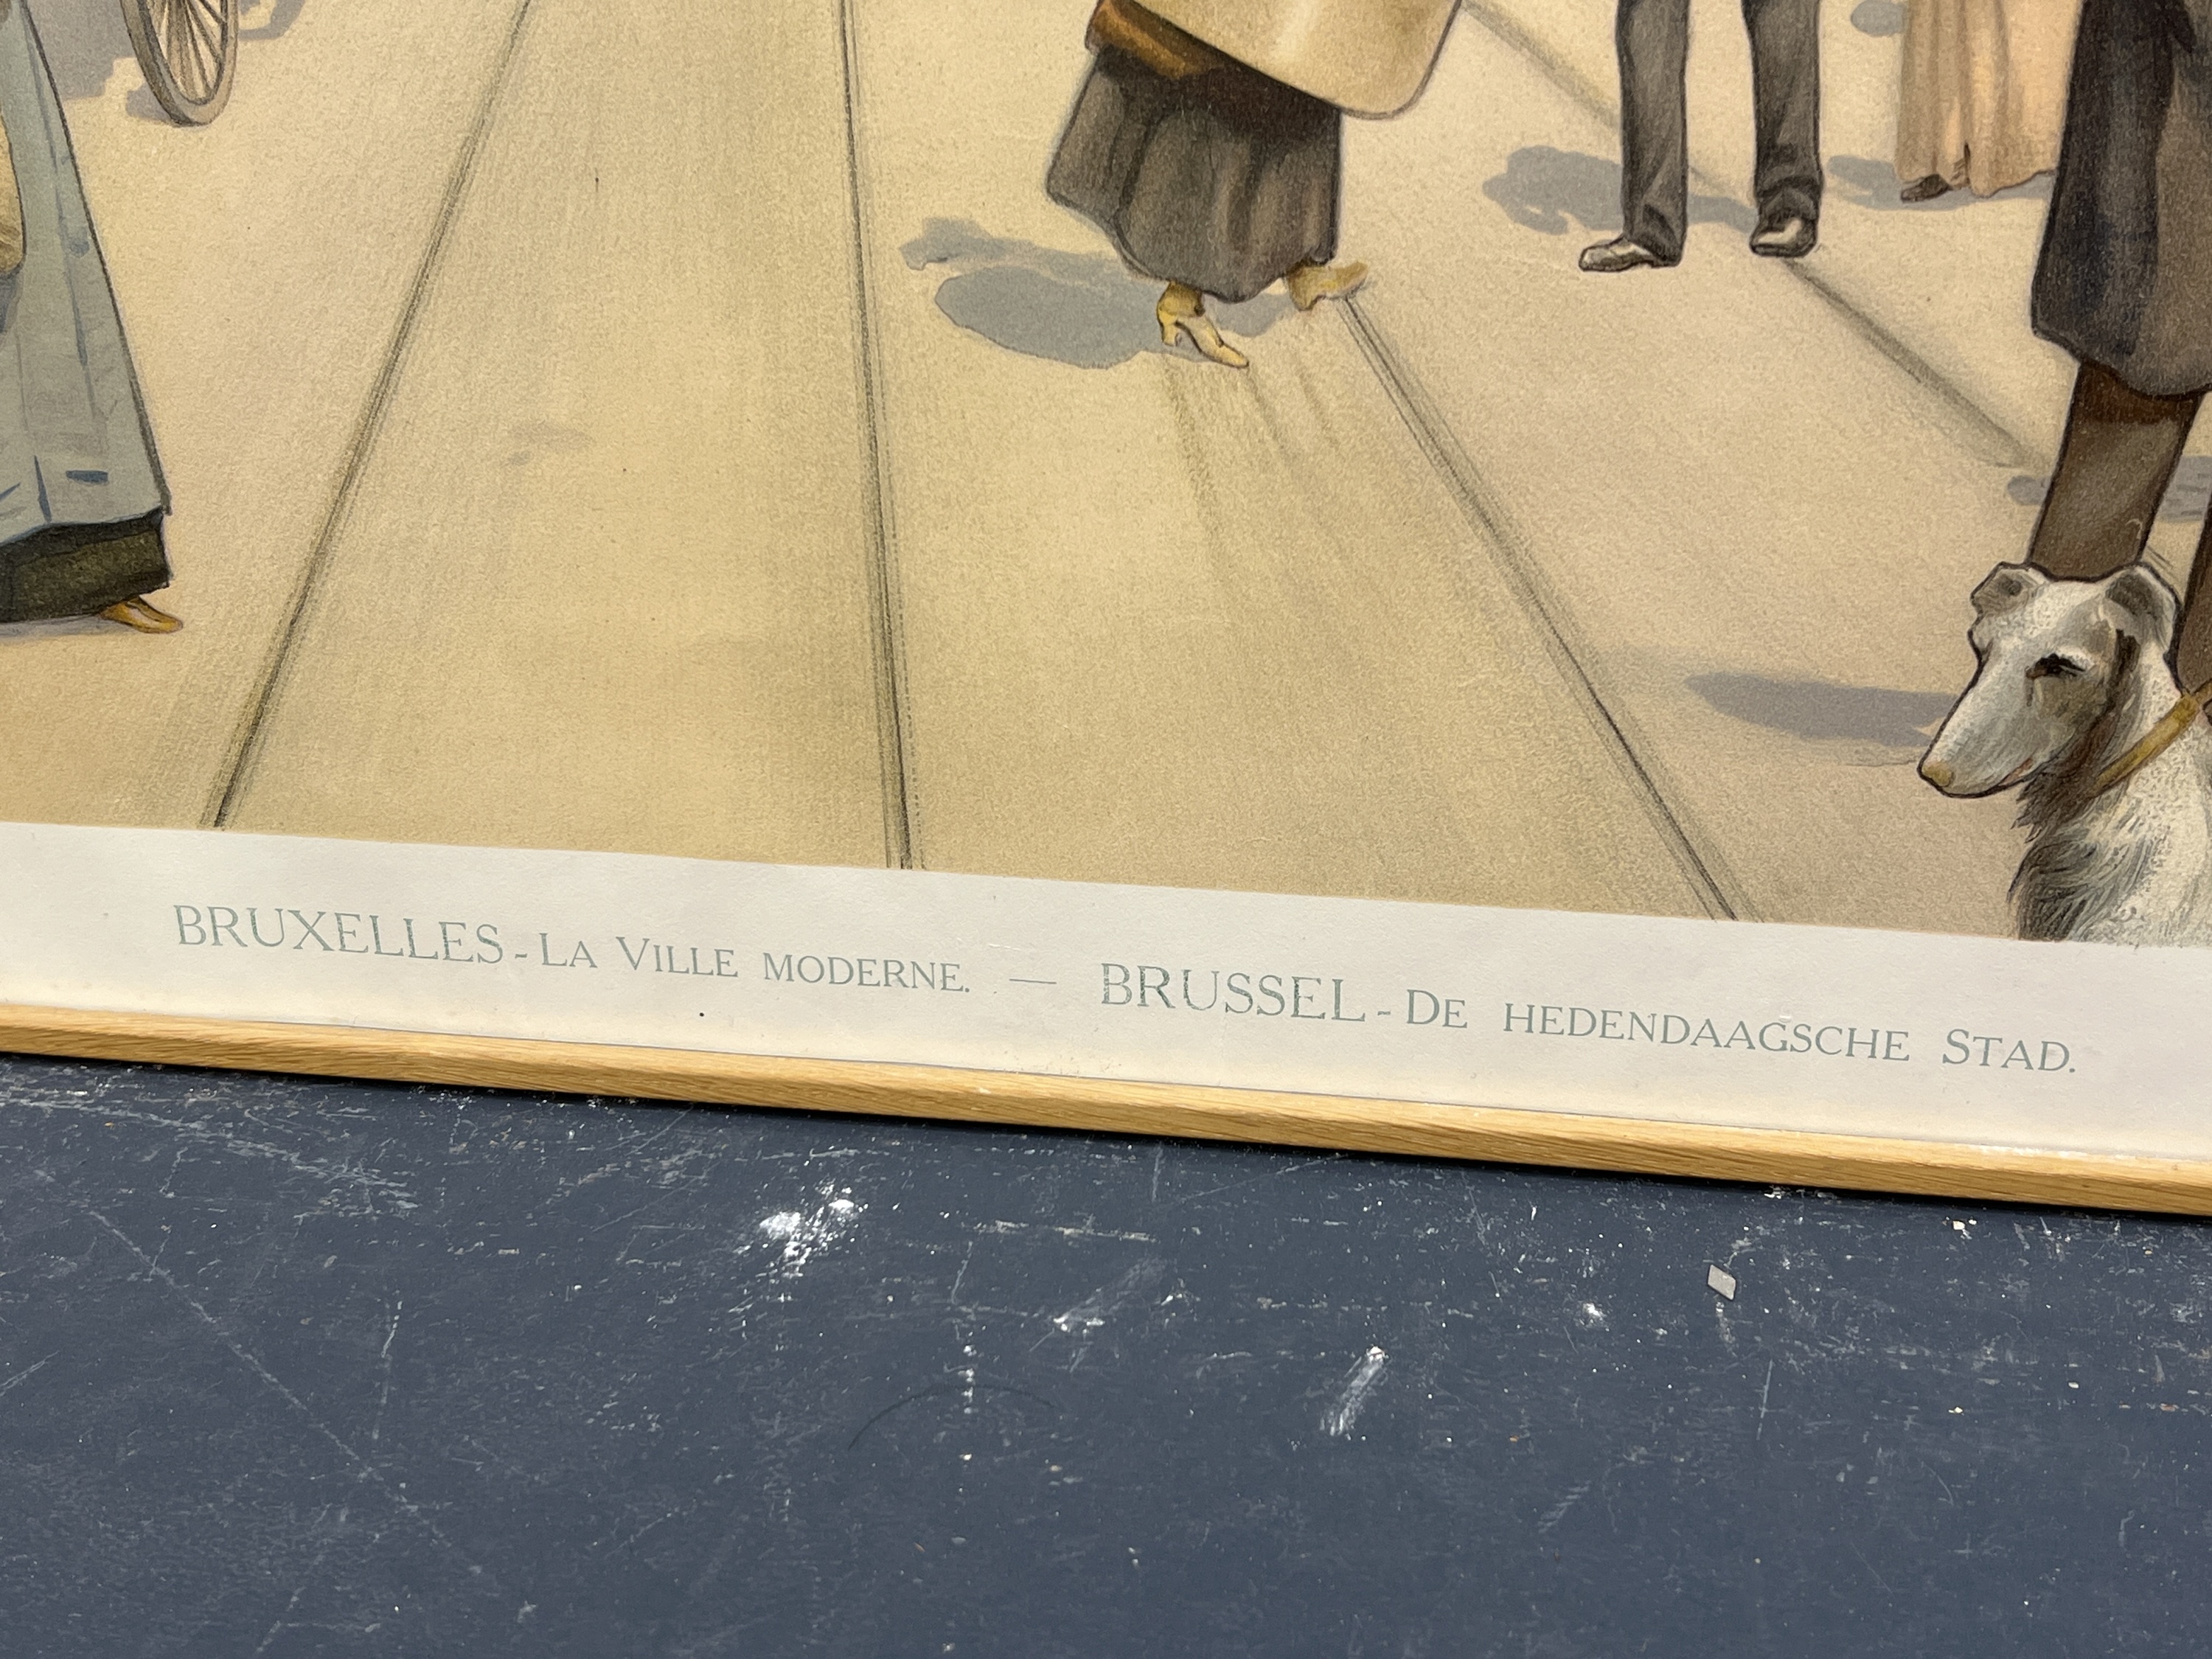 BRUXELLES - LA VILLE MODERNE. — BRUSSEL - DE HEDENDAAGSCHE STAD.